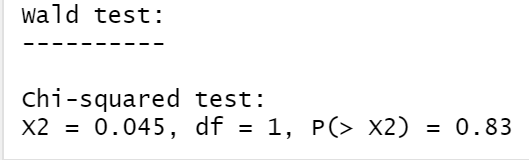 Wald test:
----------
Chi-squared test:
X2 = 0.045, df = 1, P(> X2) = 0.83